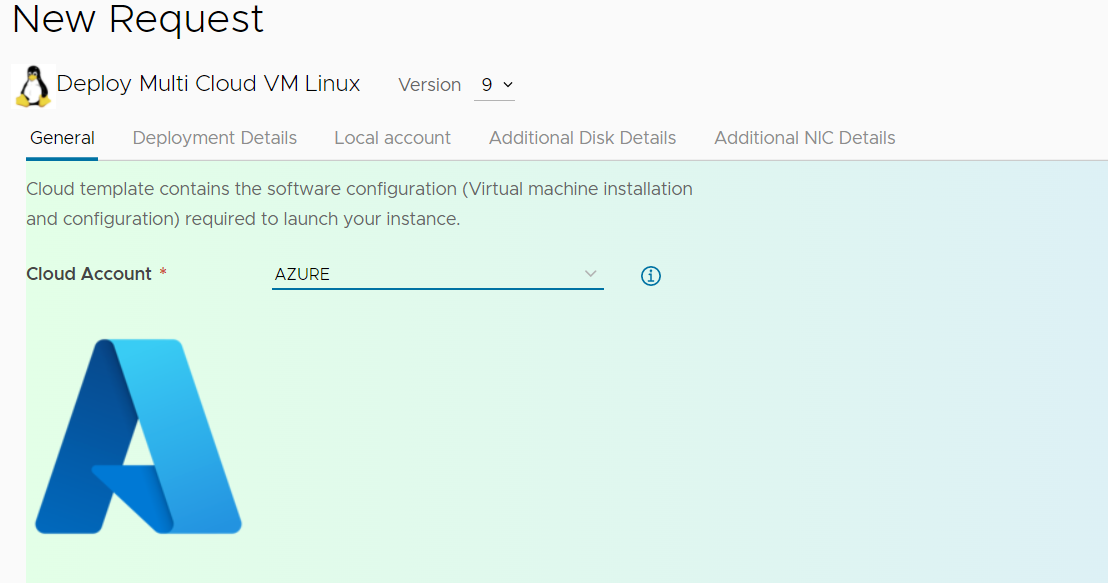 New Request
Deploy Multi Cloud VM Linux Version 9
General Deployment Details Local account Additional Disk Details Additional NIC Details
Cloud template contains the software configuration (Virtual machine installation
and configuration) required to launch your instance.
Cloud Account * AZURE